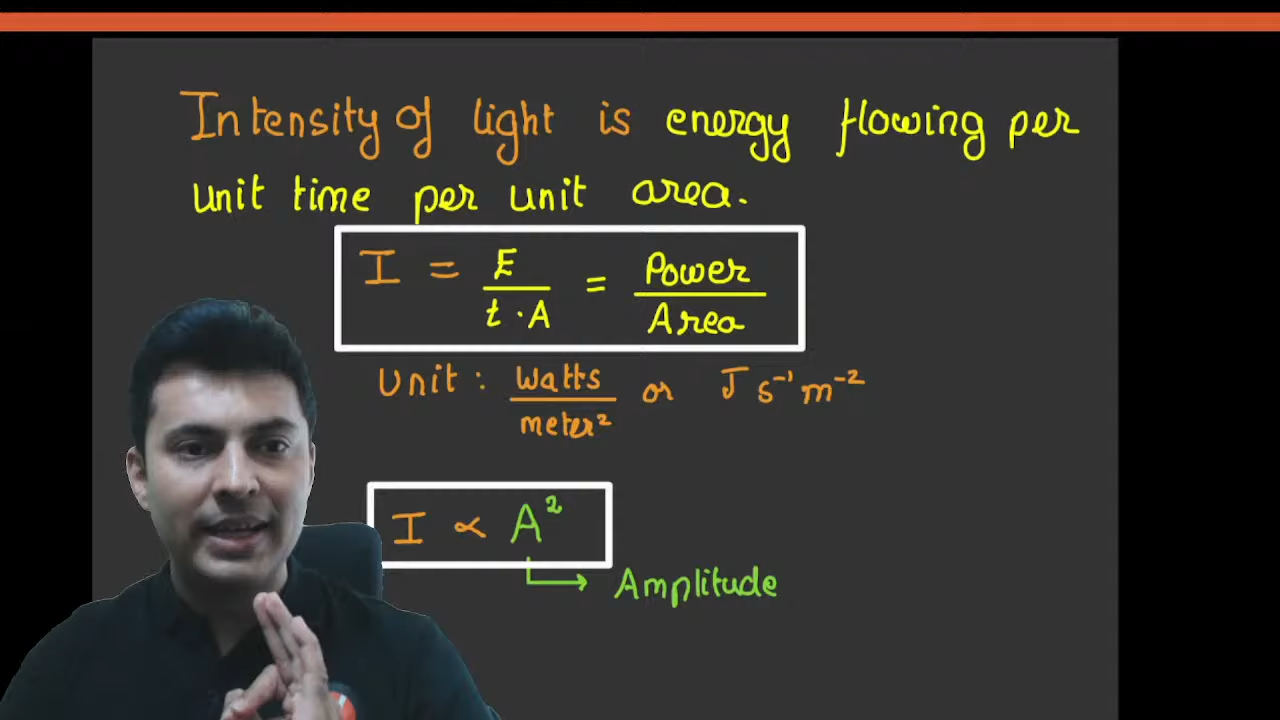 Intensity of light is energy flowing per
unit time per unit area.
I = E / t · A = Power / Area
Unit : Watts / meter² or J s⁻¹ m⁻²
I ∝ A²
Amplitude